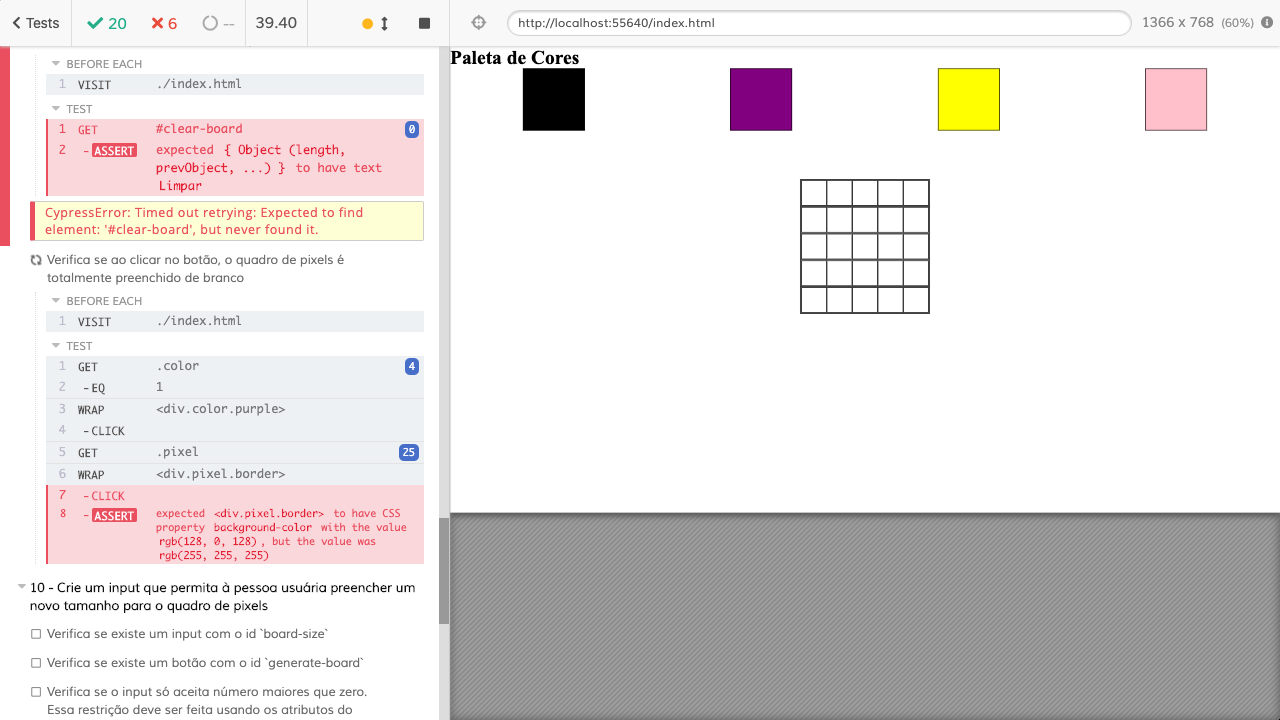 Tests 20 6 -- 39.40 http://localhost:55640/index.html 1366 x 768 (60%)
BEFORE EACH
1 VISIT ./index.html
TEST
1 GET #clear-board 0
2 - ASSERT expected { Object (length,
prevObject, ...) } to have text
Limpar
CypressError: Timed out retrying: Expected to find
element: '#clear-board', but never found it.
Verifica se ao clicar no botão, o quadro de pixels é
totalmente preenchido de branco
BEFORE EACH
1 VISIT ./index.html
TEST
1 GET .color 4
2 - EQ 1
3 WRAP <div.color.purple>
4 - CLICK
5 GET .pixel 25
6 WRAP <div.pixel.border>
7 - CLICK
8 - ASSERT expected <div.pixel.border> to have CSS
property background-color with the value
rgb(128, 0, 128), but the value was
rgb(255, 255, 255)
10 - Crie um input que permita à pessoa usuária preencher um
novo tamanho para o quadro de pixels
Verifica se existe um input com o id `board-size`
Verifica se existe um botão com o id `generate-board`
Verifica se o input só aceita número maiores que zero.
Essa restrição deve ser feita usando os atributos do
Paleta de Cores